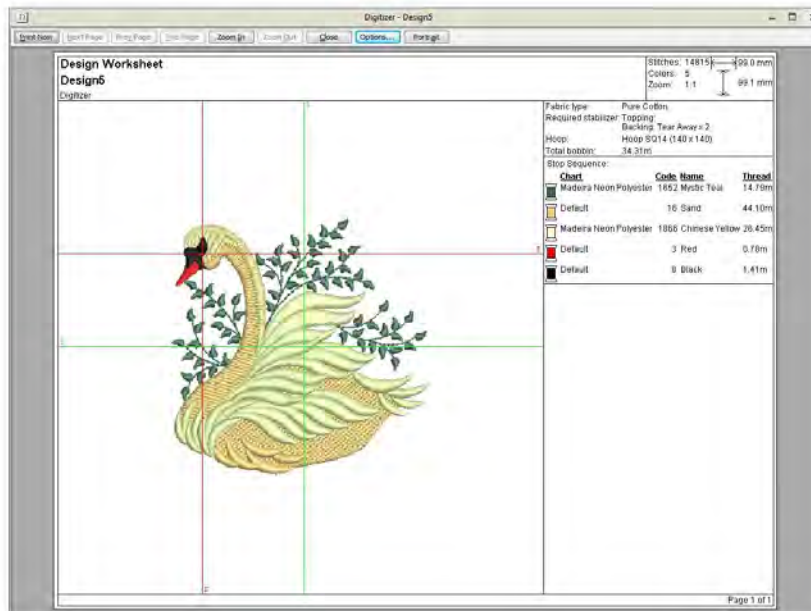 Digitizer - Design5
Print Now Next Page Prev Page Two Page Zoom In Zoom Out Close Options... Portrait
Design Worksheet
Design5
Digitizer
Stitches: 14815 99.0 mm
Colors: 5
Zoom: 1:1 99.1 mm
Fabric type: Pure Cotton
Required stabilizer: Topping:
Backing: Tear Away x 2
Hoop: Hoop SQ14 (140 x 140)
Total bobbin: 34.31m
Stop Sequence:
Chart Code Name Thread
Madeira Neon Polyester 1652 Mystic Teal 14.79m
Default 16 Sand 44.10m
Madeira Neon Polyester 1866 Chinese Yellow 26.45m
Default 3 Red 0.78m
Default 8 Black 1.41m
Page 1 of 1